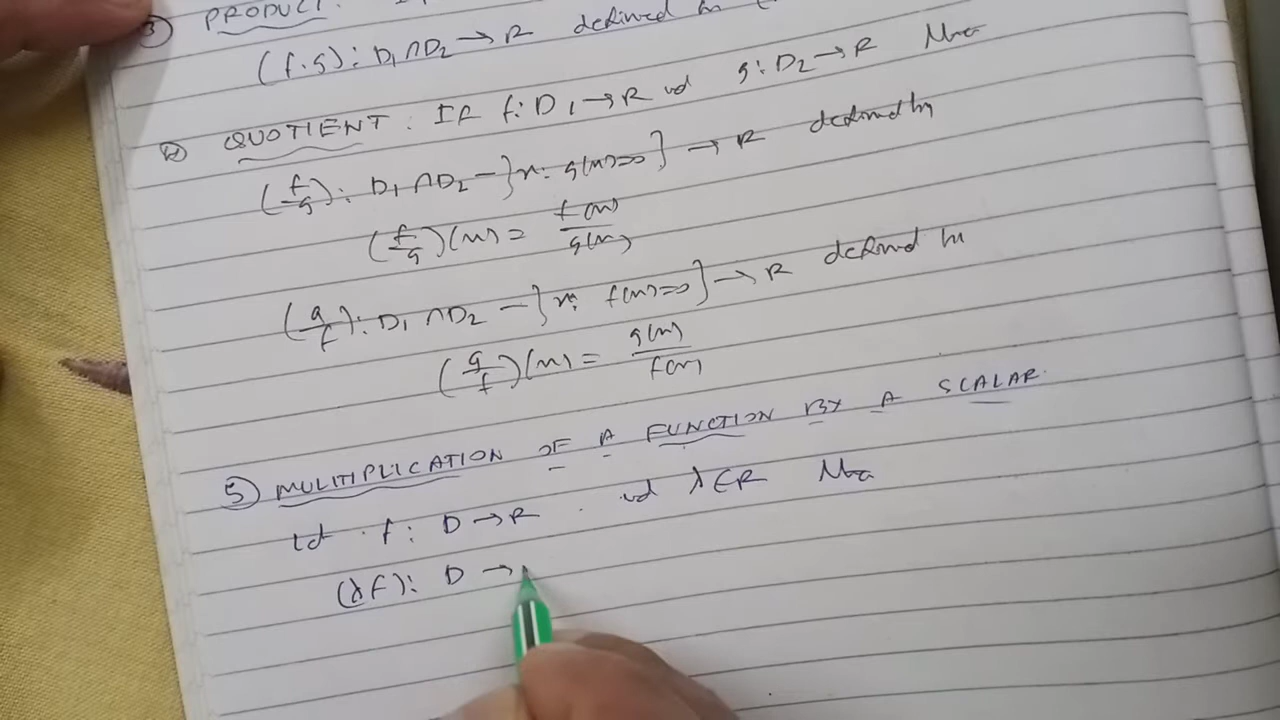 3) PRODUCT.
(f.g): D₁∩D₂→R defined
4) QUOTIENT. If f: D₁→R and g: D₂→R then
(f/g): D₁∩D₂-{x: g(x)=0}→R defined by
(f/g)(x) = f(x)/g(x)
(g/f): D₁∩D₂-{x: f(x)=0}→R defined by
(g/f)(x) = g(x)/f(x)
5) MULTIPLICATION OF A FUNCTION BY A SCALAR.
Let f: D→R and λ∈R then
(λf): D→